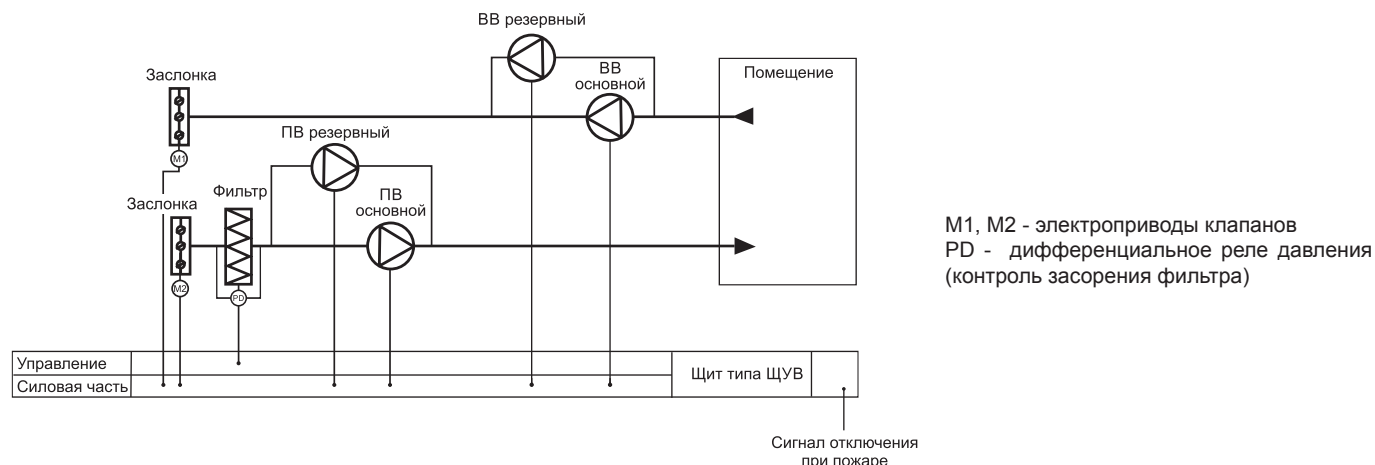 ВВ резервный
Заслонка
ВВ
основной
Помещение
ПВ резервный
M1
Фильтр
ПВ
основной
Заслонка
M2
PD
M1, M2 - электроприводы клапанов
PD - дифференциальное реле давления
(контроль засорения фильтра)
Управление
Силовая часть
Щит типа ЩУВ
Сигнал отключения
при пожаре